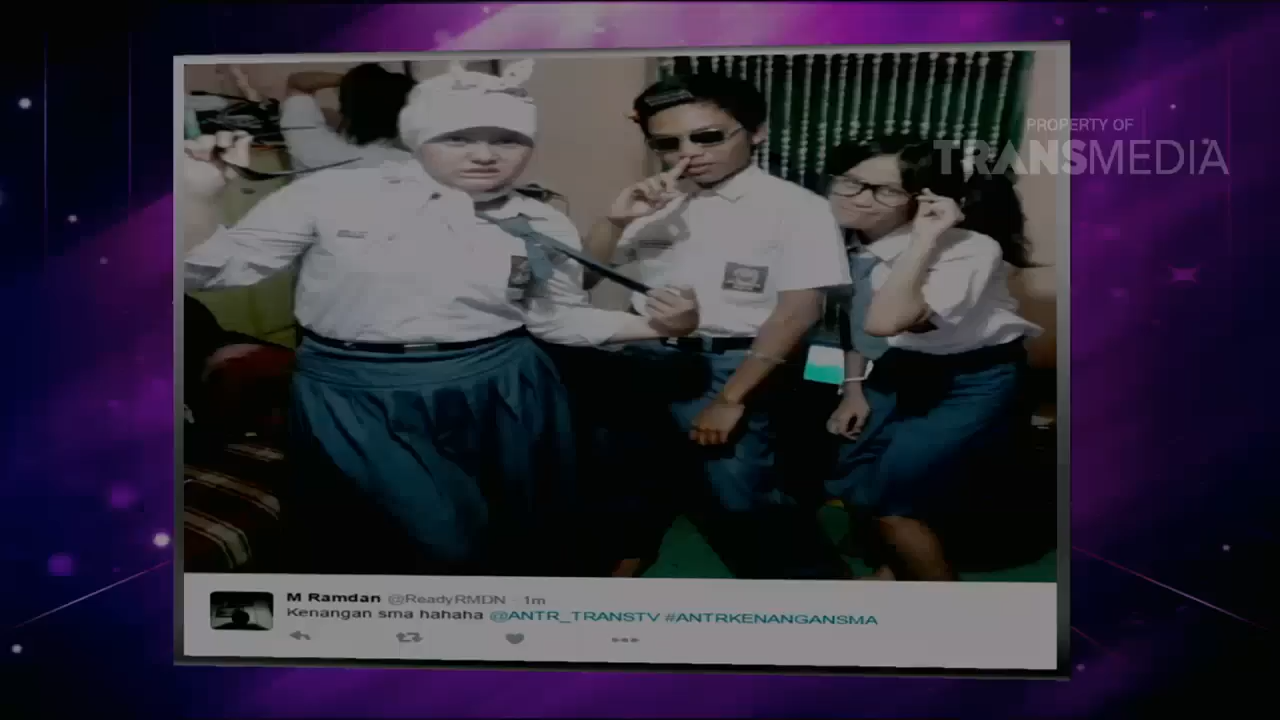 PROPERTY OF
TRANSMEDIA
M Ramdan @ReadyRMDN · 1m
Kenangan sma hahaha @ANTR_TRANSTV #ANTRKENANGANSMA